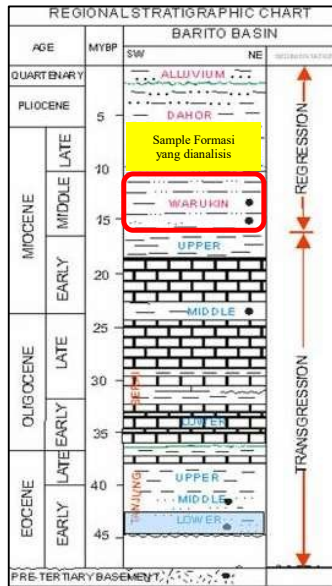 REGIONAL STRATIGRAPHIC CHART
AGE
MYBP
BARITO BASIN
SW
NE
QUARTENARY
ALLUVIUM
PLIOCENE
5
DAHOR
Sample Formasi
yang dianalisis
MIOCENE
LATE
10
REGRESSION
MIDDLE
WARUKIN
15
UPPER
EARLY
20
MIDDLE
25
OLIGOCENE
LATE
30
BERAI
EARLY
LOWER
35
TRANSGRESSION
EOCENE
LATE
TANJUNG
UPPER
40
MIDDLE
EARLY
LOWER
45
PRE-TERTIARY BASEMENT